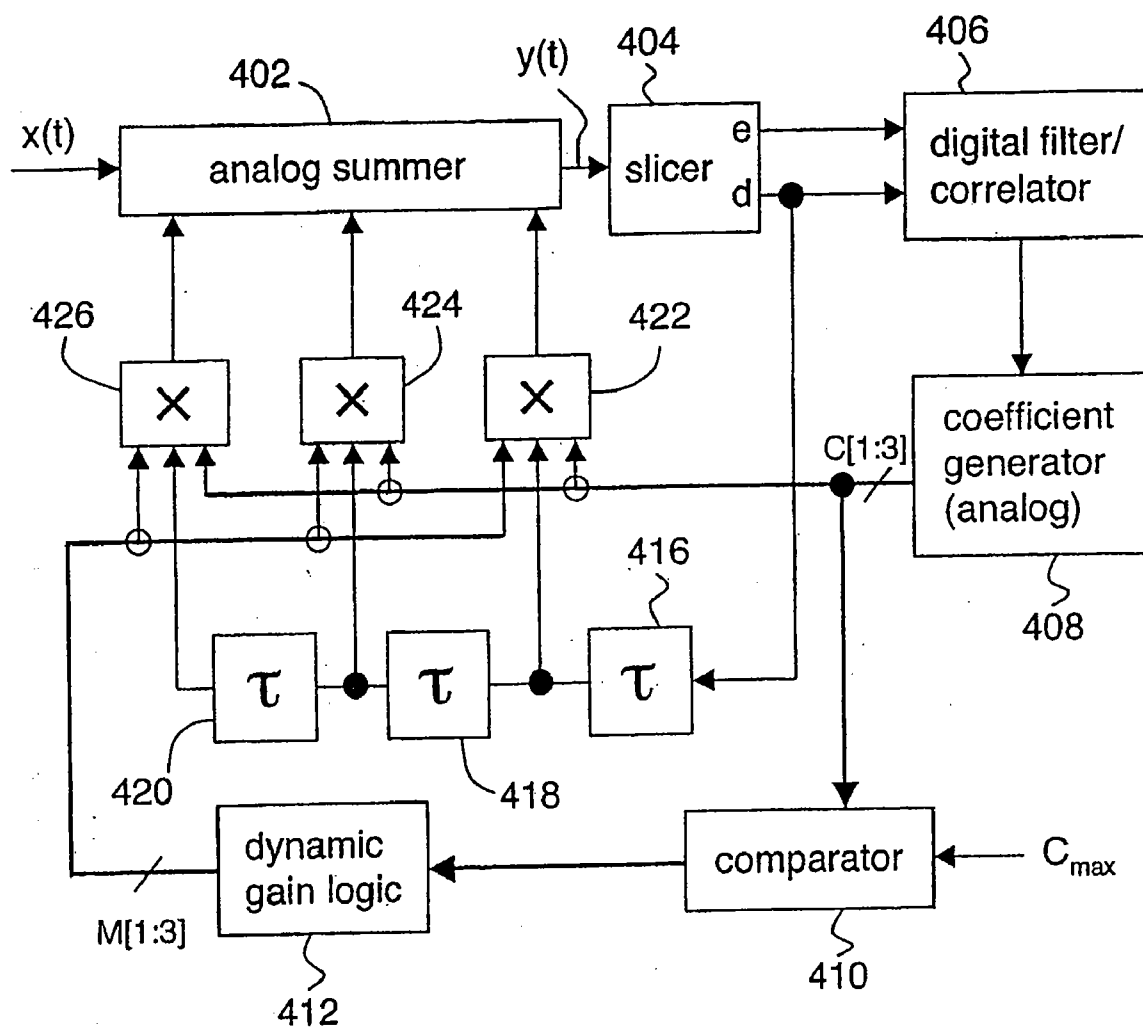 402
y(t)
404
406
x(t)
analog summer
slicer
e
d
digital filter/
correlator
426
424
422
×
×
×
C[1:3]
coefficient
generator
(analog)
416
408
τ
τ
τ
420
418
dynamic
gain logic
comparator
Cmax
M[1:3]
412
410